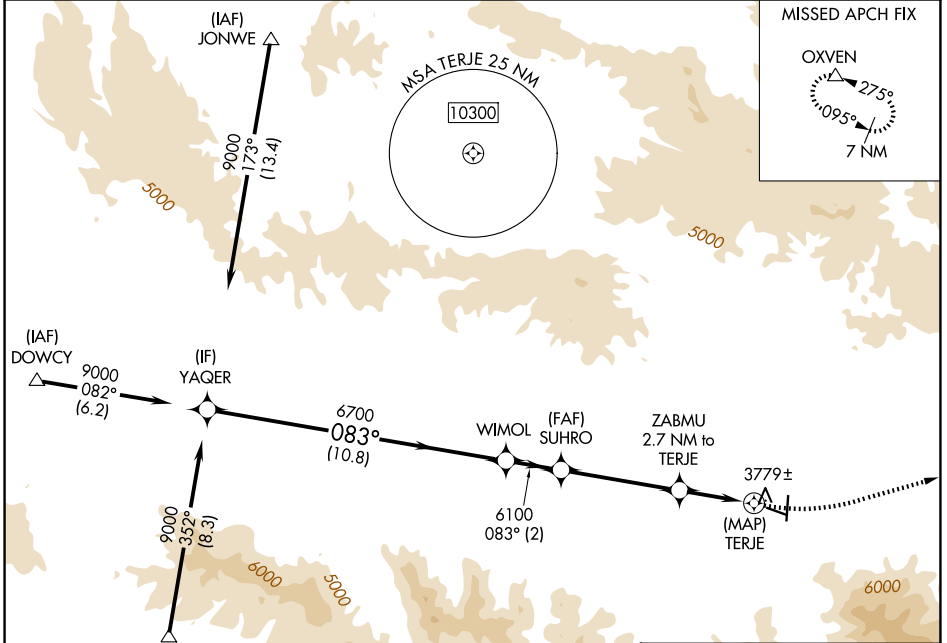 (IAF)
JONWE
9000
173°
(13.4)
MSA TERJE 25 NM
10300
MISSED APCH FIX
OXVEN
275°
095°
7 NM
5000
5000
(IAF)
DOWCY
9000
082°
(6.2)
(IF)
YAQER
6700
083°
(10.8)
WIMOL
(FAF)
SUHRO
6100
083° (2)
ZABMU
2.7 NM to
TERJE
3779±
(MAP)
TERJE
9000
352°
(8.3)
6000
5000
6000